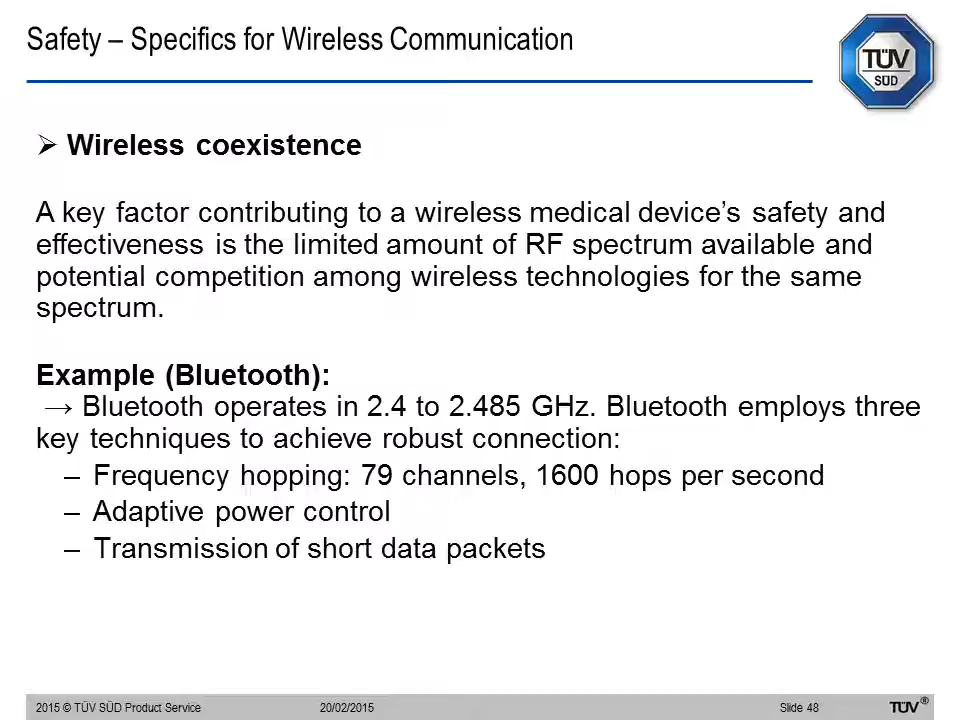 Safety – Specifics for Wireless Communication
TÜV
SÜD
➢ Wireless coexistence
A key factor contributing to a wireless medical device’s safety and
effectiveness is the limited amount of RF spectrum available and
potential competition among wireless technologies for the same
spectrum.
Example (Bluetooth):
→ Bluetooth operates in 2.4 to 2.485 GHz. Bluetooth employs three
key techniques to achieve robust connection:
– Frequency hopping: 79 channels, 1600 hops per second
– Adaptive power control
– Transmission of short data packets
2015 © TÜV SÜD Product Service 20/02/2015 Slide 48 TÜV®